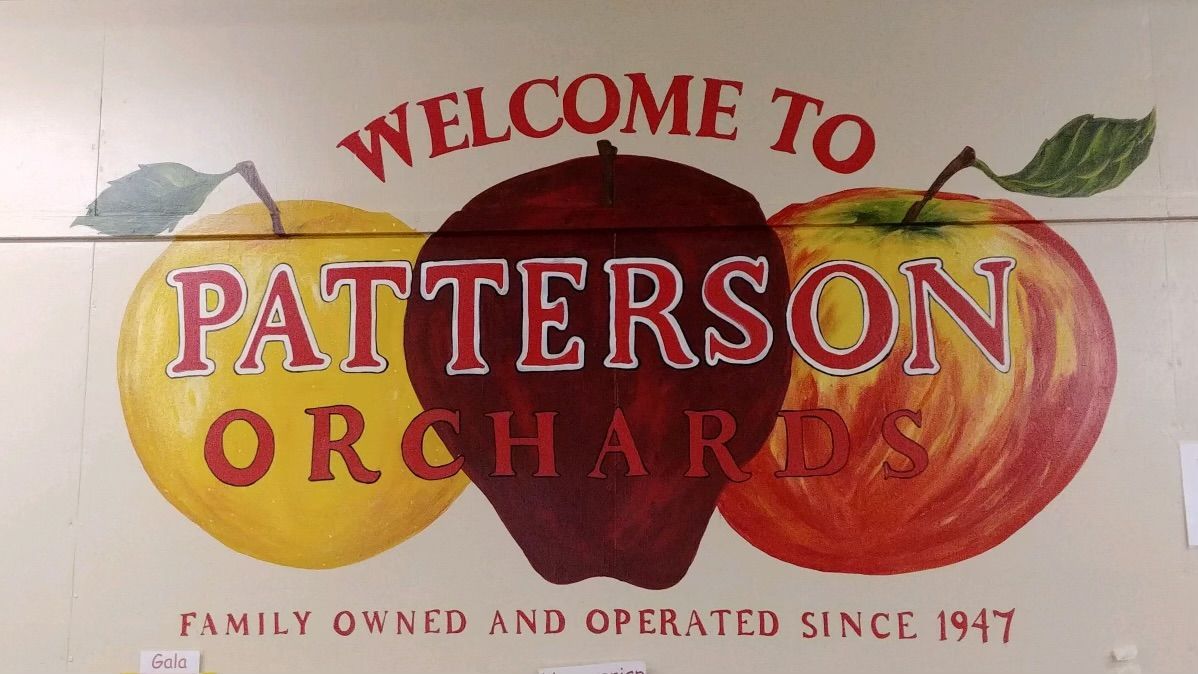 WELCOME TO
PATTERSON
ORCHARDS
FAMILY OWNED AND OPERATED SINCE 1947
Gala